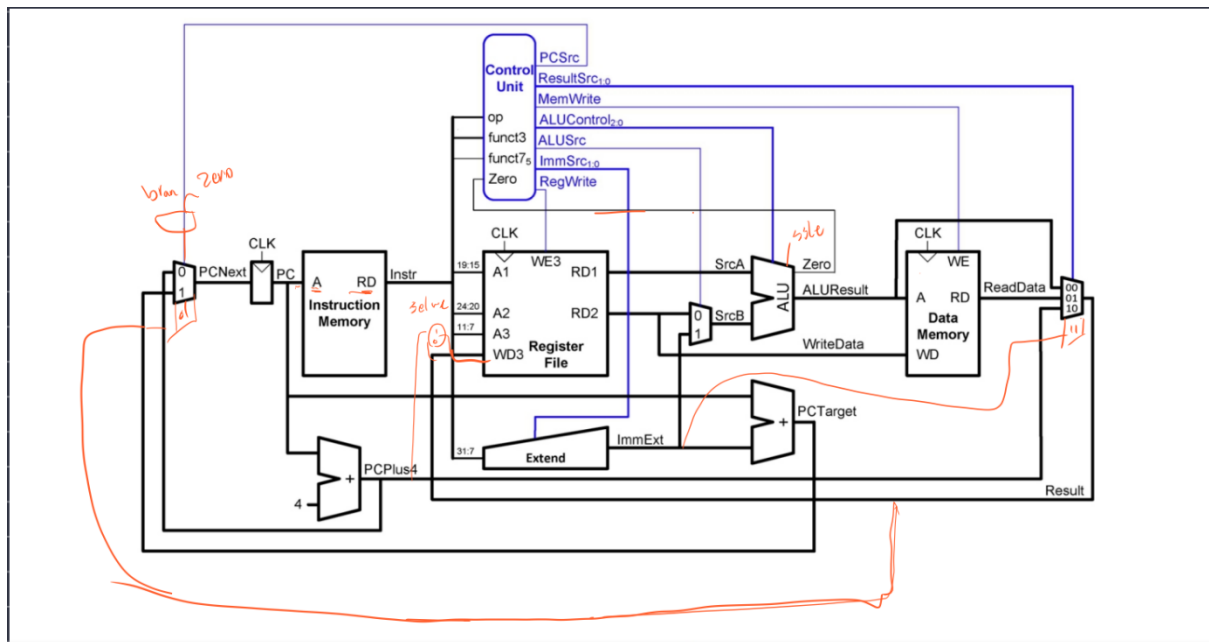 PCSrc
Control Unit
ResultSrc1:0
MemWrite
op
ALUControl2:0
funct3
ALUSrc
funct75
ImmSrc1:0
Zero
RegWrite
bran
zero
CLK
0
1
PCNext
PC
A
RD
Instruction Memory
Instr
19:15
24:20
11:7
31:7
CLK
A1
WE3
RD1
A2
RD2
A3
WD3
Register File
SrcA
0
1
SrcB
ALU
Zero
ALUResult
WriteData
CLK
WE
A
RD
Data Memory
WD
ReadData
00
01
10
11
PCTarget
+
Extend
ImmExt
PCPlus4
+
4
Result